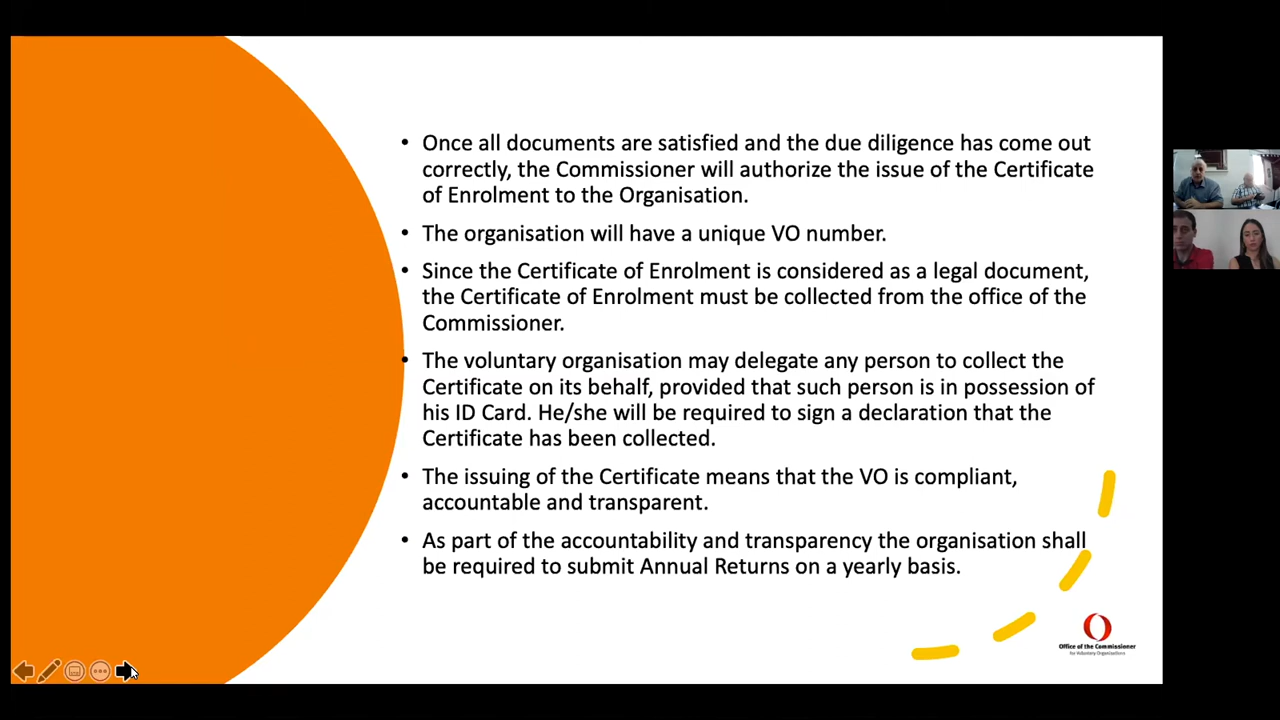 • Once all documents are satisfied and the due diligence has come out
correctly, the Commissioner will authorize the issue of the Certificate
of Enrolment to the Organisation.
• The organisation will have a unique VO number.
• Since the Certificate of Enrolment is considered as a legal document,
the Certificate of Enrolment must be collected from the office of the
Commissioner.
• The voluntary organisation may delegate any person to collect the
Certificate on its behalf, provided that such person is in possession of
his ID Card. He/she will be required to sign a declaration that the
Certificate has been collected.
• The issuing of the Certificate means that the VO is compliant,
accountable and transparent.
• As part of the accountability and transparency the organisation shall
be required to submit Annual Returns on a yearly basis.
Office of the Commissioner
for Voluntary Organisations